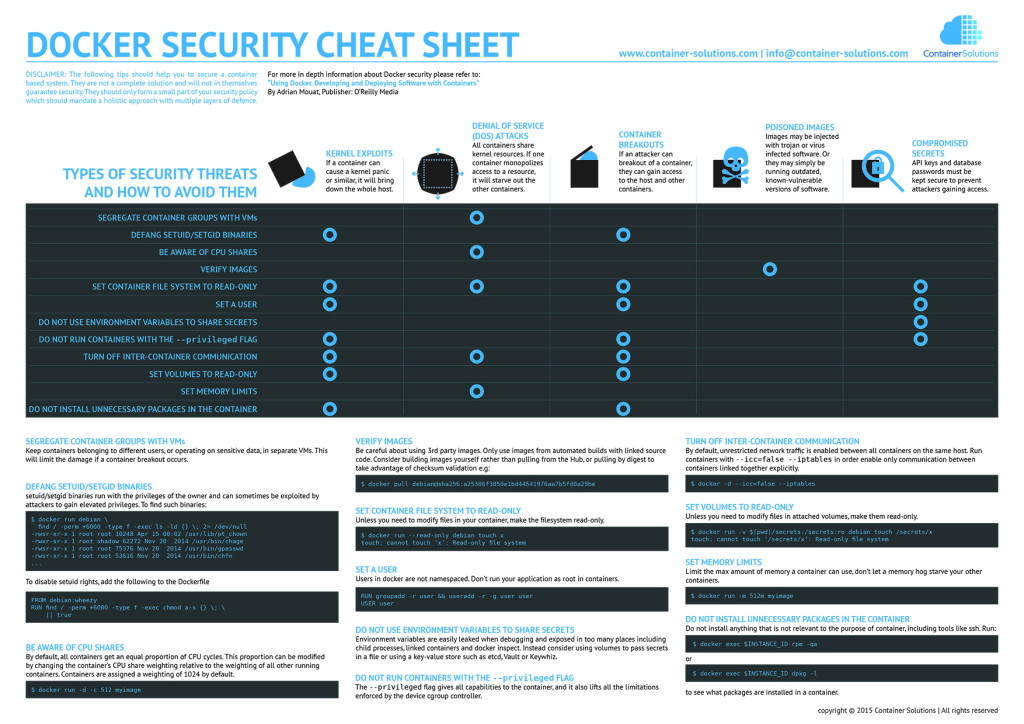 DOCKER SECURITY CHEAT SHEET
www.container-solutions.com | info@container-solutions.com
ContainerSolutions
DISCLAIMER: The following tips should help you to secure a container
based system. They are not a complete solution and will not in themselves
guarantee security. They should only form a small part of your security policy
which should mandate a holistic approach with multiple layers of defence.
For more in depth information about Docker security please refer to:
"Using Docker. Developing and Deploying Software with Containers"
By Adrian Mouat, Publisher: O'Reilly Media
TYPES OF SECURITY THREATS
AND HOW TO AVOID THEM
KERNEL EXPLOITS
If a container can
cause a kernel panic
or similar, it will bring
down the whole host.
DENIAL OF SERVICE
(DOS) ATTACKS
All containers share
kernel resources. If one
container monopolizes
access to a resource,
it will starve out the
other containers.
CONTAINER
BREAKOUTS
If an attacker can
breakout of a container,
they can gain access
to the host and other
containers.
POISONED IMAGES
Images may be injected
with trojan or virus
infected software. Or
they may simply be
running outdated,
known-vulnerable
versions of software.
COMPROMISED
SECRETS
API keys and database
passwords must be
kept secure to prevent
attackers gaining access.
SEGREGATE CONTAINER GROUPS WITH VMs
DEFANG SETUID/SETGID BINARIES
BE AWARE OF CPU SHARES
VERIFY IMAGES
SET CONTAINER FILE SYSTEM TO READ-ONLY
SET A USER
DO NOT USE ENVIRONMENT VARIABLES TO SHARE SECRETS
DO NOT RUN CONTAINERS WITH THE --privileged FLAG
TURN OFF INTER-CONTAINER COMMUNICATION
SET VOLUMES TO READ-ONLY
SET MEMORY LIMITS
DO NOT INSTALL UNNECESSARY PACKAGES IN THE CONTAINER
SEGREGATE CONTAINER GROUPS WITH VMs
Keep containers belonging to different users, or operating on sensitive data, in separate VMs. This
will limit the damage if a container breakout occurs.
DEFANG SETUID/SETGID BINARIES
setuid/setgid binaries run with the privileges of the owner and can sometimes be exploited by
attackers to gain elevated privileges. To find such binaries:
$ docker run debian \
find / -perm +6000 -type f -exec ls -ld {} \; 2> /dev/null
-rwsr-xr-x 1 root root 10248 Apr 15 00:02 /usr/lib/pt_chown
-rwxr-sr-x 1 root shadow 62272 Nov 20 2014 /usr/bin/chage
-rwsr-xr-x 1 root root 75376 Nov 20 2014 /usr/bin/gpasswd
-rwsr-xr-x 1 root root 53616 Nov 20 2014 /usr/bin/chfn
...
To disable setuid rights, add the following to the Dockerfile
FROM debian:wheezy
RUN find / -perm +6000 -type f -exec chmod a-s {} \; \
|| true
BE AWARE OF CPU SHARES
By default, all containers get an equal proportion of CPU cycles. This proportion can be modified
by changing the container's CPU share weighting relative to the weighting of all other running
containers. Containers are assigned a weighting of 1024 by default.
$ docker run -d -c 512 myimage
VERIFY IMAGES
Be careful about using 3rd party images. Only use images from automated builds with linked source
code. Consider building images yourself rather than pulling from the Hub, or pulling by digest to
take advantage of checksum validation e.g:
$ docker pull debian@sha256:a25306f3850e1bd44541976aa7b5fd0a29be
SET CONTAINER FILE SYSTEM TO READ-ONLY
Unless you need to modify files in your container, make the filesystem read-only.
$ docker run --read-only debian touch x
touch: cannot touch 'x': Read-only file system
SET A USER
Users in docker are not namespaced. Don't run your application as root in containers.
RUN groupadd -r user && useradd -r -g user user
USER user
DO NOT USE ENVIRONMENT VARIABLES TO SHARE SECRETS
Environment variables are easily leaked when debugging and exposed in too many places including
child processes, linked containers and docker inspect. Instead consider using volumes to pass secrets
in a file or using a key-value store such as etcd, Vault or Keywhiz.
DO NOT RUN CONTAINERS WITH THE --privileged FLAG
The --privileged flag gives all capabilities to the container, and it also lifts all the limitations
enforced by the device cgroup controller.
TURN OFF INTER-CONTAINER COMMUNICATION
By default, unrestricted network traffic is enabled between all containers on the same host. Run
containers with --icc=false --iptables in order enable only communication between
containers linked together explicitly.
$ docker -d --icc=false --iptables
SET VOLUMES TO READ-ONLY
Unless you need to modify files in attached volumes, make them read-only.
$ docker run -v $(pwd)/secrets:/secrets:ro debian touch /secrets/x
touch: cannot touch '/secrets/x': Read-only file system
SET MEMORY LIMITS
Limit the max amount of memory a container can use, don't let a memory hog starve your other
containers.
$ docker run -m 512m myimage
DO NOT INSTALL UNNECESSARY PACKAGES IN THE CONTAINER
Do not install anything that is not relevant to the purpose of container, including tools like ssh. Run:
$ docker exec $INSTANCE_ID rpm -qa
or
$ docker exec $INSTANCE_ID dpkg -l
to see what packages are installed in a container.
copyright © 2015 Container Solutions | All rights reserved